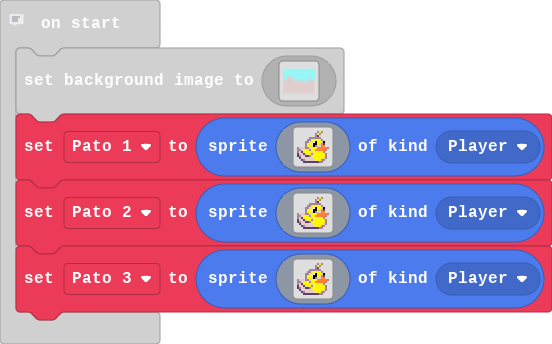 on start
set background image to
set Pato 1 to sprite of kind Player
set Pato 2 to sprite of kind Player
set Pato 3 to sprite of kind Player